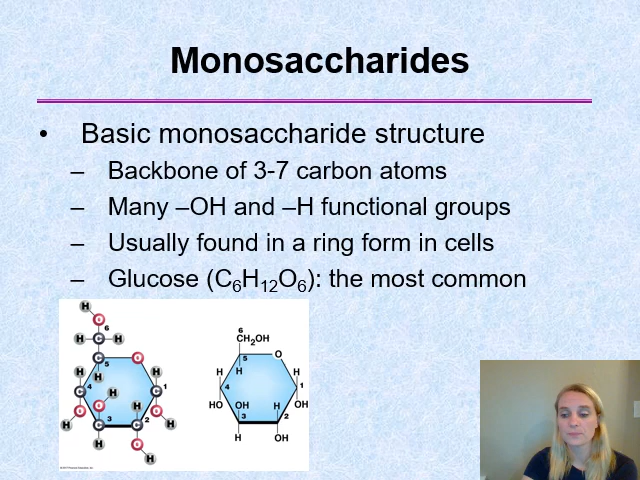 Monosaccharides
• Basic monosaccharide structure
– Backbone of 3-7 carbon atoms
– Many –OH and –H functional groups
– Usually found in a ring form in cells
– Glucose (C₆H₁₂O₆): the most common
H
O
6
H C H
C O
5
H H H
4 C H C 1
O O H C O
H 3 C C 2 H
H O
H
6
CH₂OH
5 O
H H H
4 1
HO OH H OH
3 2
H OH